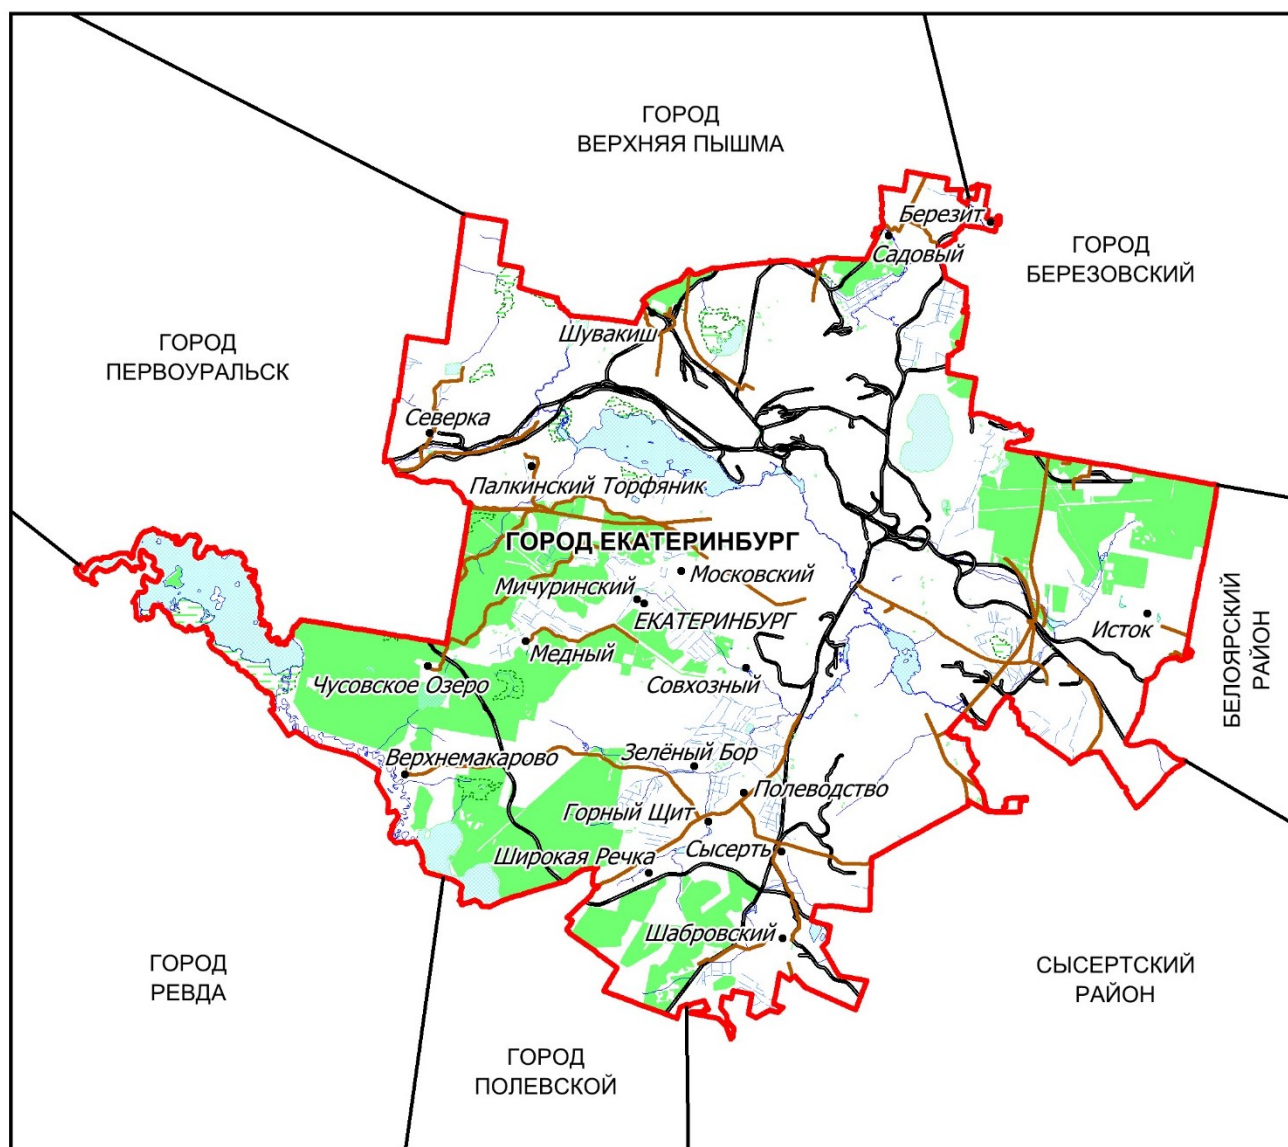 ГОРОД
ВЕРХНЯЯ ПЫШМА
Березит
Садовый
ГОРОД
БЕРЕЗОВСКИЙ
ГОРОД
ПЕРВОУРАЛЬСК
Шувакиш
Северка
Палкинский Торфяник
ГОРОД ЕКАТЕРИНБУРГ
Московский
Мичуринский
ЕКАТЕРИНБУРГ
Исток
Медный
Чусовское Озеро
Совхозный
БЕЛОЯРСКИЙ
РАЙОН
Верхнемакарово
Зелёный Бор
Полеводство
Горный Щит
Широкая Речка
Сысерть
Шабровский
ГОРОД
РЕВДА
СЫСЕРТСКИЙ
РАЙОН
ГОРОД
ПОЛЕВСКОЙ